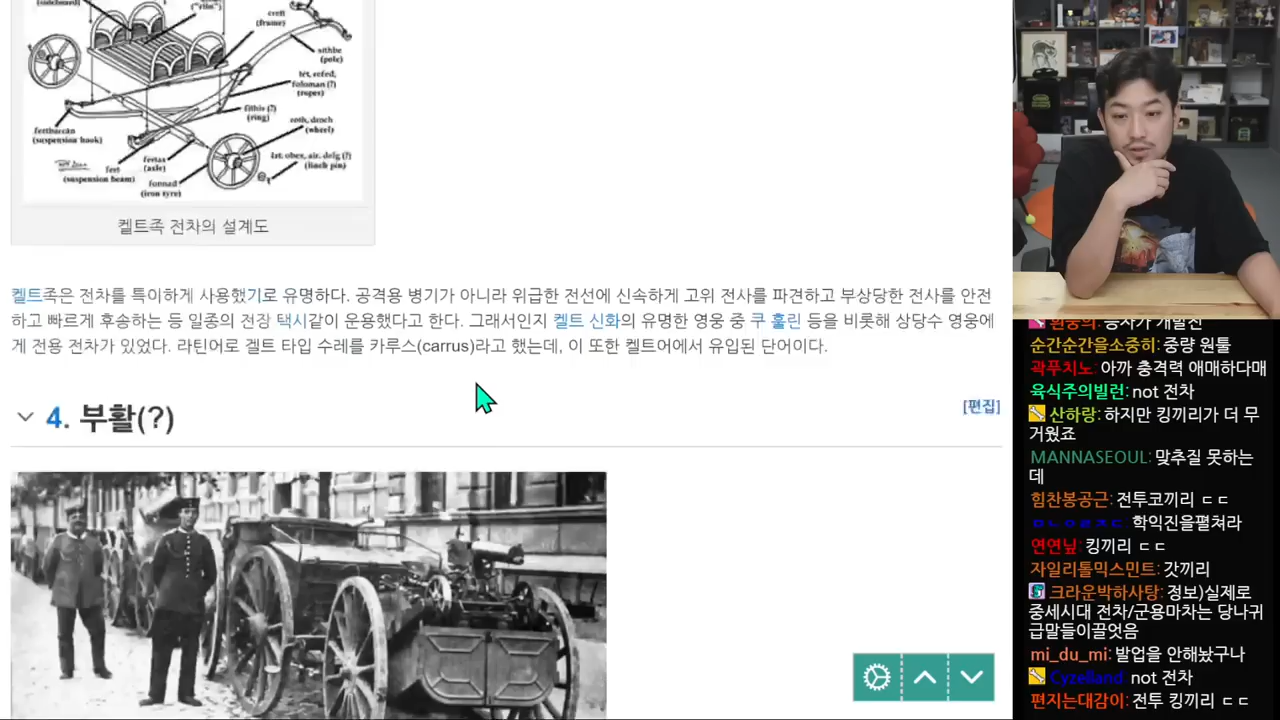 croit
(frame)
sithbe
(pole)
(ropes)
(ring)
(wheel)
(linch pin)
(suspension hook)
fertas
(axle)
feet
(suspension beam)
fonnad
(iron tyre)
켈트족 전차의 설계도
켈트족은 전차를 특이하게 사용했기로 유명하다. 공격용 병기가 아니라 위급한 전선에 신속하게 고위 전사를 파견하고 부상당한 전사를 안전
하고 빠르게 후송하는 등 일종의 전장 택시같이 운용했다고 한다. 그래서인지 켈트 신화의 유명한 영웅 중 쿠 훌린 등을 비롯해 상당수 영웅에
게 전용 전차가 있었다. 라틴어로 겔트 타입 수레를 카루스(carrus)라고 했는데, 이 또한 켈트어에서 유입된 단어이다.
4. 부활(?)
[편집]
순간순간을소중히: 중량 원툴
곽푸치노: 아까 충격력 애매하다매
육식주의빌런: not 전차
산하랑: 하지만 킹끼리가 더 무
거웠죠
MANNASEOUL: 맞추질 못하는
데
힘찬봉공근: 전투코끼리 ㄷㄷ
학익진을펼쳐라
연연닢: 킹끼리 ㄷㄷ
자일리톨믹스민트: 갓끼리
크라운박하사탕: 정보)실제로
중세시대 전차/군용마차는 당나귀
급말들이끌엇음
mi_du_mi: 발업을 안해놨구나
Cyzelland not 전차
편지는대감이: 전투 킹끼리 ㄷㄷ